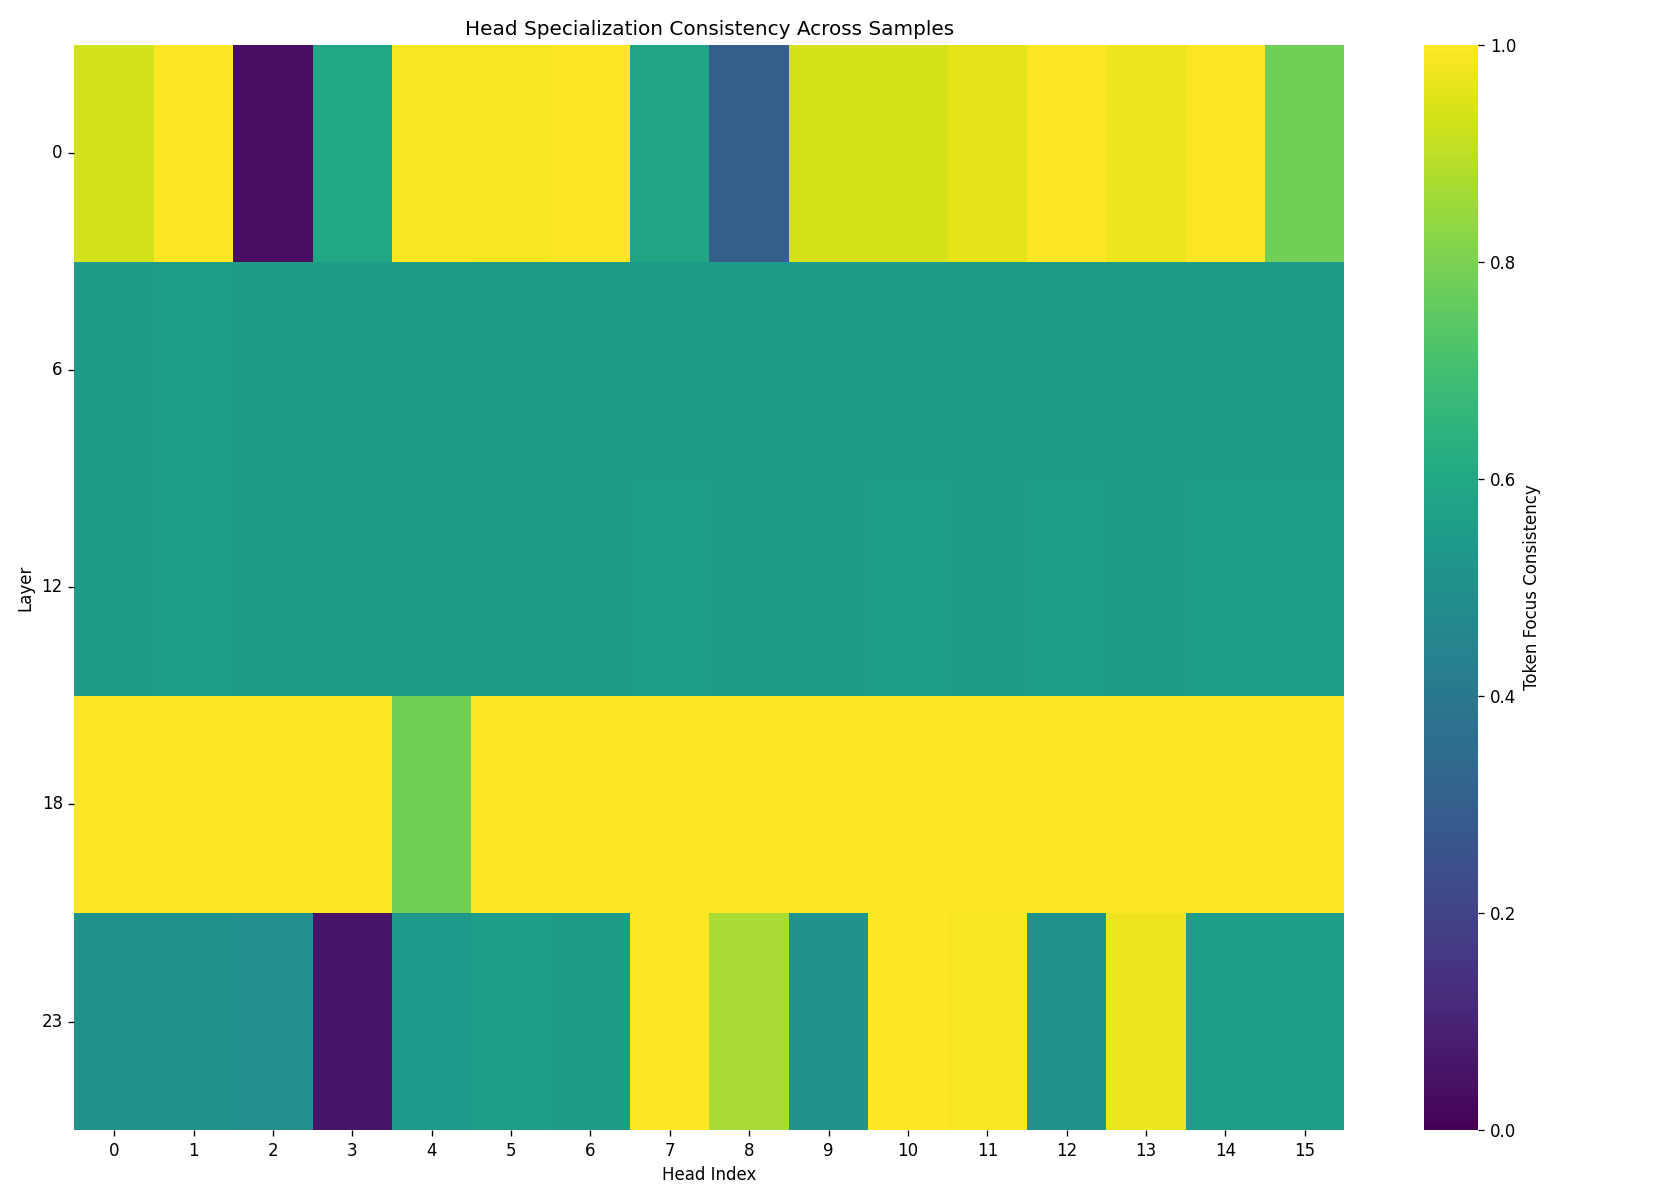 Head Specialization Consistency Across Samples
0
6
12
18
23
Layer
0 1 2 3 4 5 6 7 8 9 10 11 12 13 14 15
Head Index
1.0
0.8
0.6
0.4
0.2
0.0
Token Focus Consistency